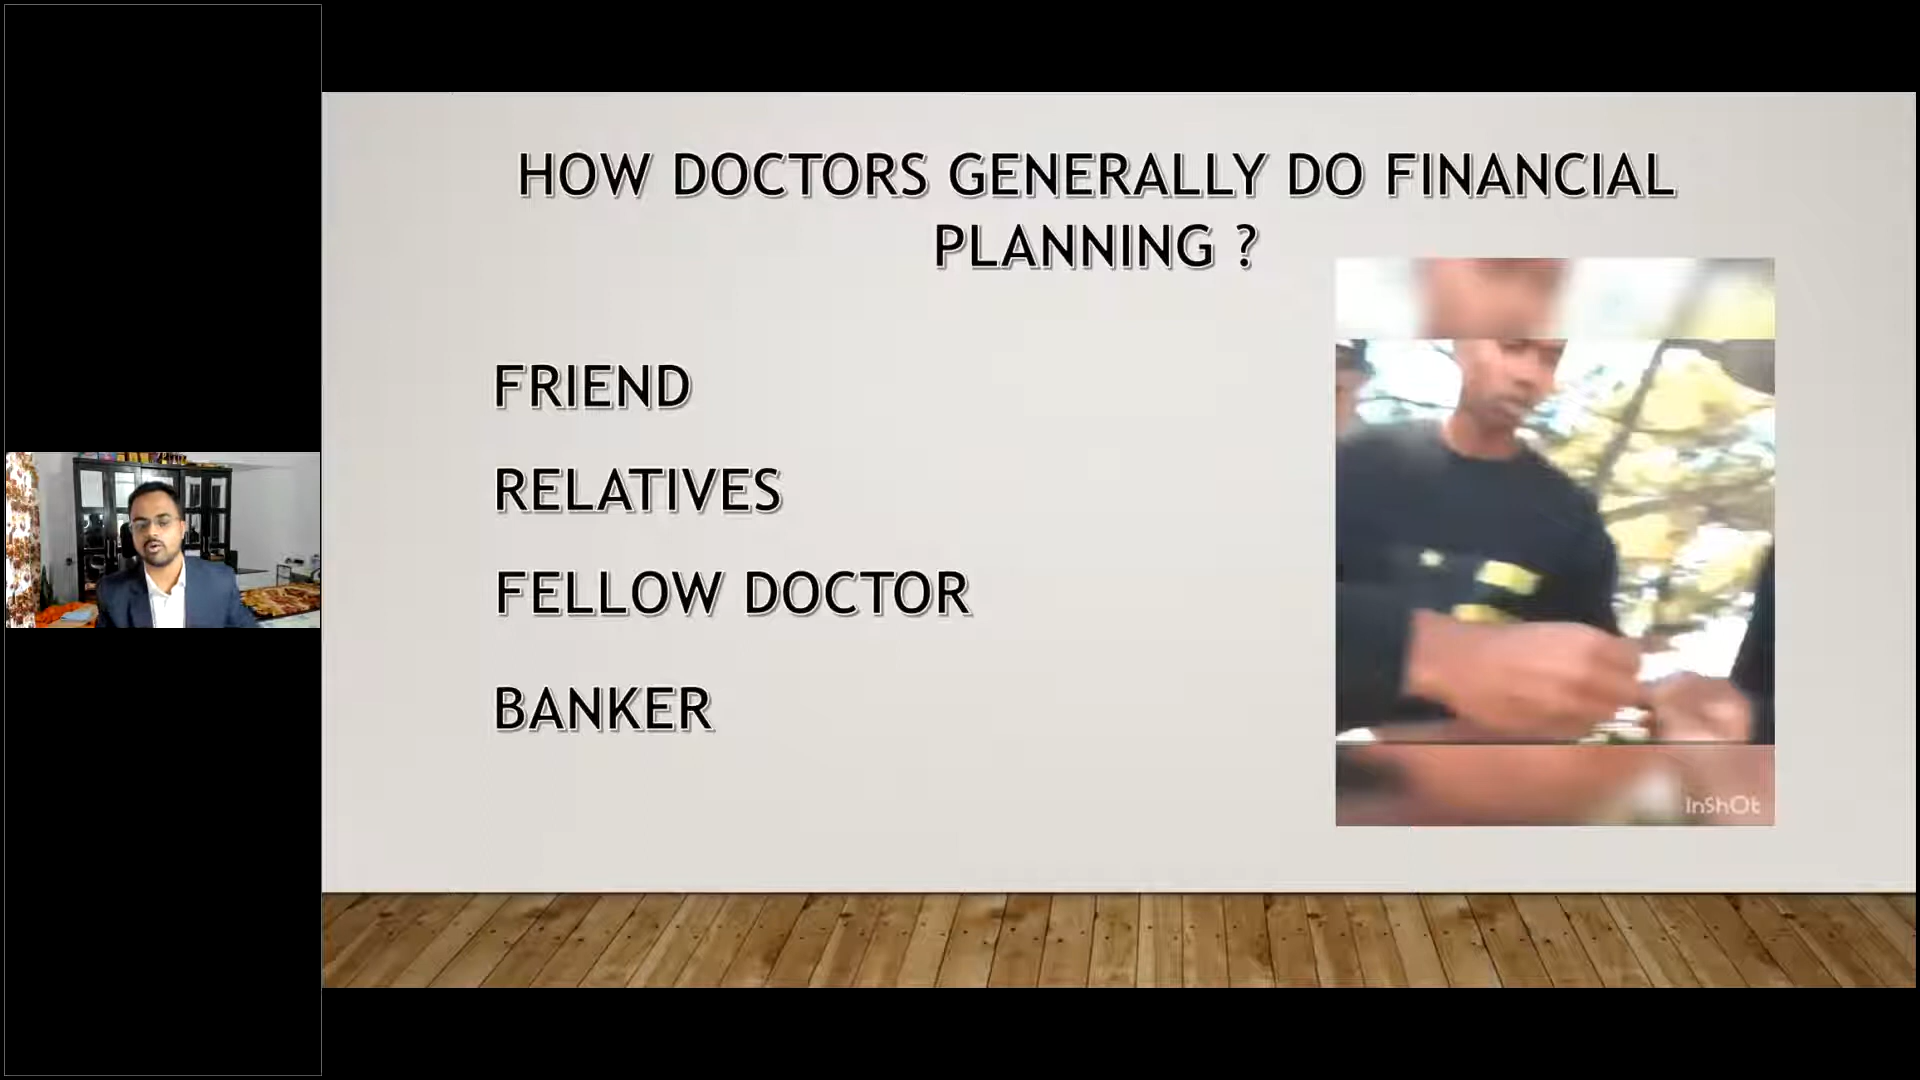 HOW DOCTORS GENERALLY DO FINANCIAL
PLANNING ?
FRIEND
RELATIVES
FELLOW DOCTOR
BANKER
InShOt